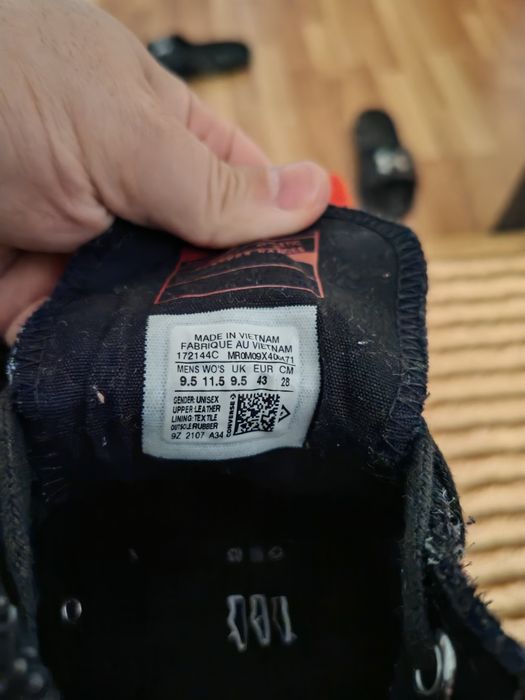 MADE IN VIETNAM
FABRIQUE AU VIETNAM
172144C MR0M09X40
MENS WO'S UK EUR CM
9.5 11.5 9.5 43 28
GENDER: UNISEX
UPPER: LEATHER
LINING: TEXTILE
OUTSOLE: RUBBER
CONVERSE
9Z 2107 A34